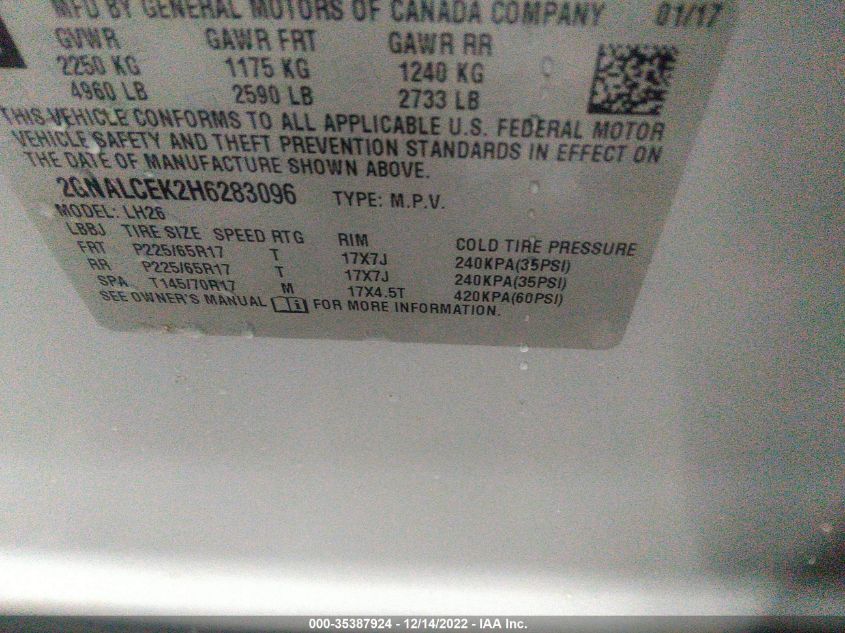 MFD BY GENERAL MOTORS OF CANADA COMPANY 01/17
GVWR GAWR FRT GAWR RR
2250 KG 1175 KG 1240 KG
4960 LB 2590 LB 2733 LB
THIS VEHICLE CONFORMS TO ALL APPLICABLE U.S. FEDERAL MOTOR
VEHICLE SAFETY AND THEFT PREVENTION STANDARDS IN EFFECT ON
THE DATE OF MANUFACTURE SHOWN ABOVE.
2GNALCEK2H6283096 TYPE: M.P.V.
MODEL: LH26
LBBJ TIRE SIZE SPEED RTG RIM COLD TIRE PRESSURE
FRT P225/65R17 T 17X7J 240KPA(35PSI)
RR P225/65R17 T 17X7J 240KPA(35PSI)
SPA T145/70R17 M 17X4.5T 420KPA(60PSI)
SEE OWNER'S MANUAL FOR MORE INFORMATION.
000-35387924 - 12/14/2022 - IAA Inc.